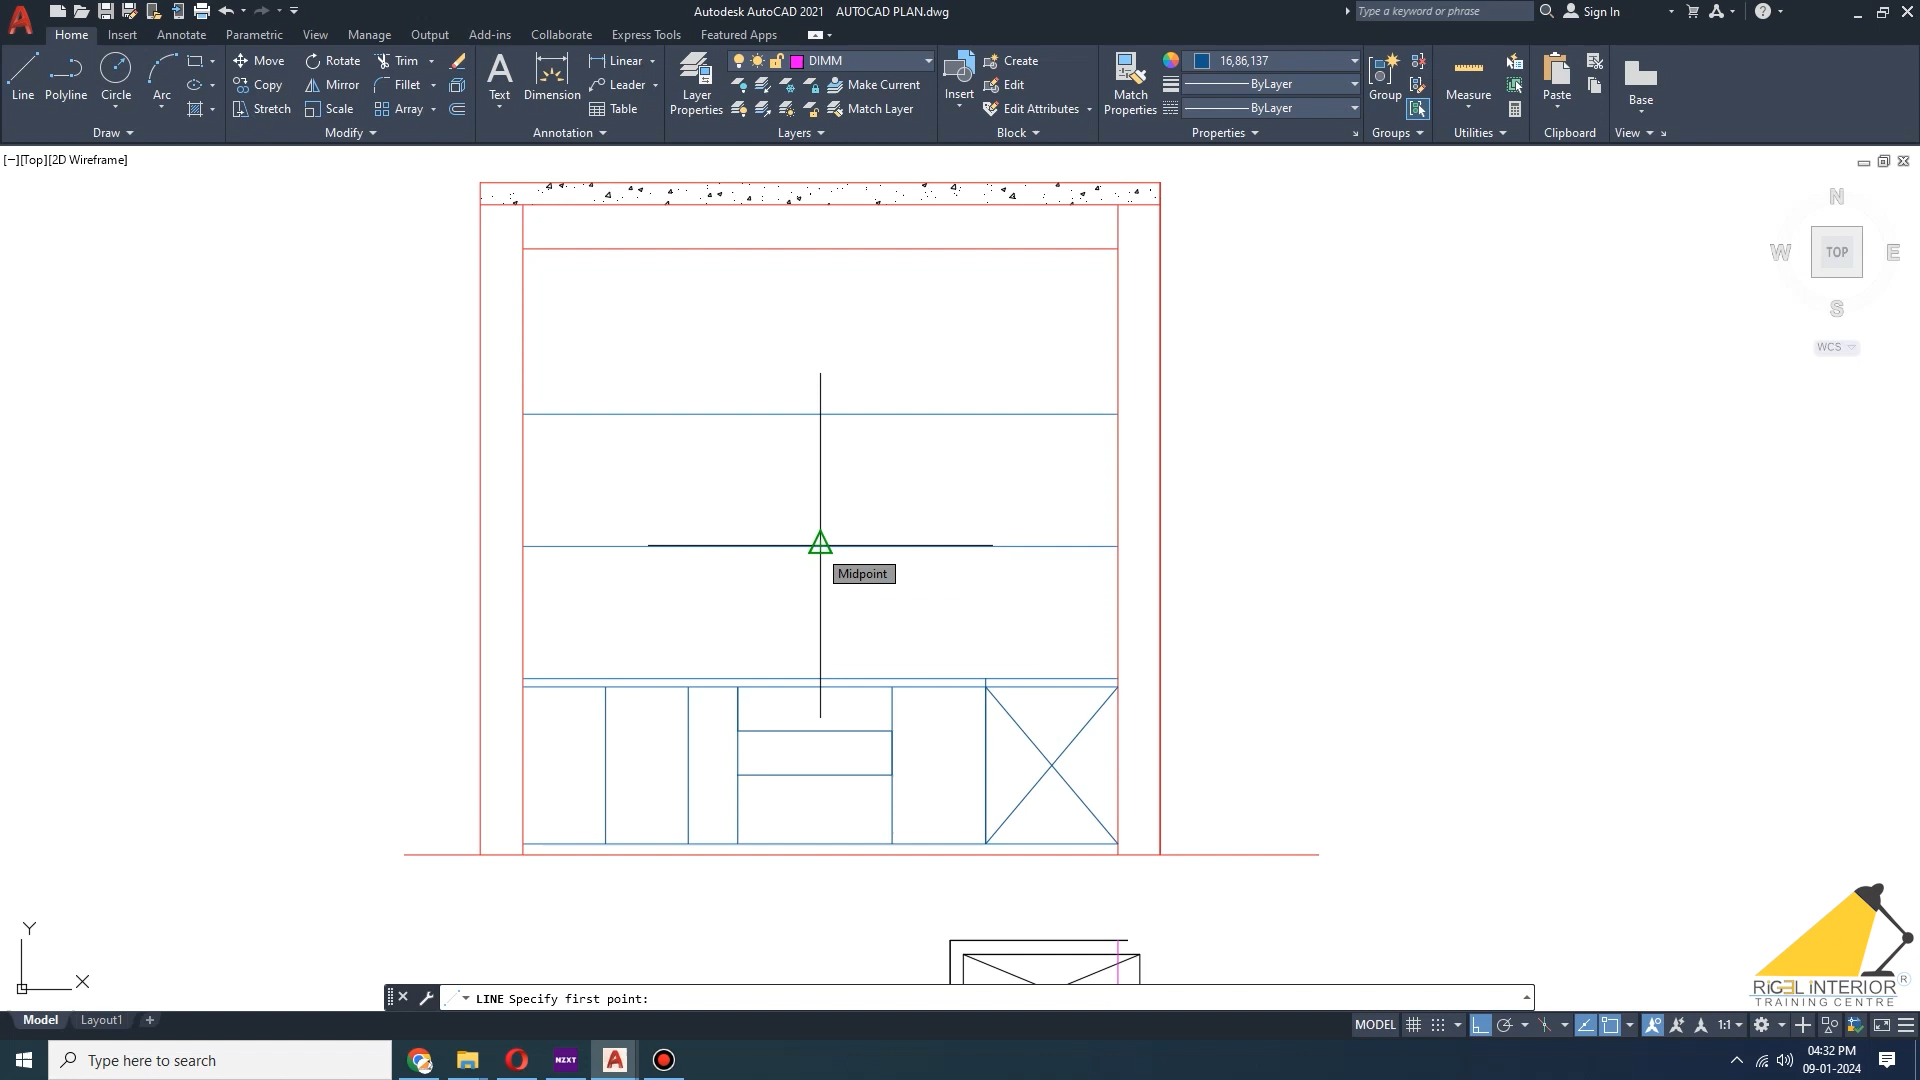 Autodesk AutoCAD 2021 AUTOCAD PLAN.dwg
Type a keyword or phrase
Sign In
Home Insert Annotate Parametric View Manage Output Add-ins Collaborate Express Tools Featured Apps
Line Polyline Circle Arc
Draw
Move Rotate Trim
Copy Mirror Fillet
Stretch Scale Array
Modify
Text Dimension
Linear
Leader
Table
Annotation
Layer Properties
DIMM
Make Current
Match Layer
Layers
Insert
Create
Edit
Edit Attributes
Block
Match Properties
16,86,137
ByLayer
ByLayer
Properties
Group
Groups
Measure
Utilities
Paste
Clipboard
Base
View
[−][Top][2D Wireframe]
N
W TOP E
S
WCS
Midpoint
Y
X
LINE Specify first point:
RIGEL INTERIOR ®
TRAINING CENTRE
Model Layout1 +
MODEL 1:1
Type here to search
NZXT
04:32 PM
09-01-2024